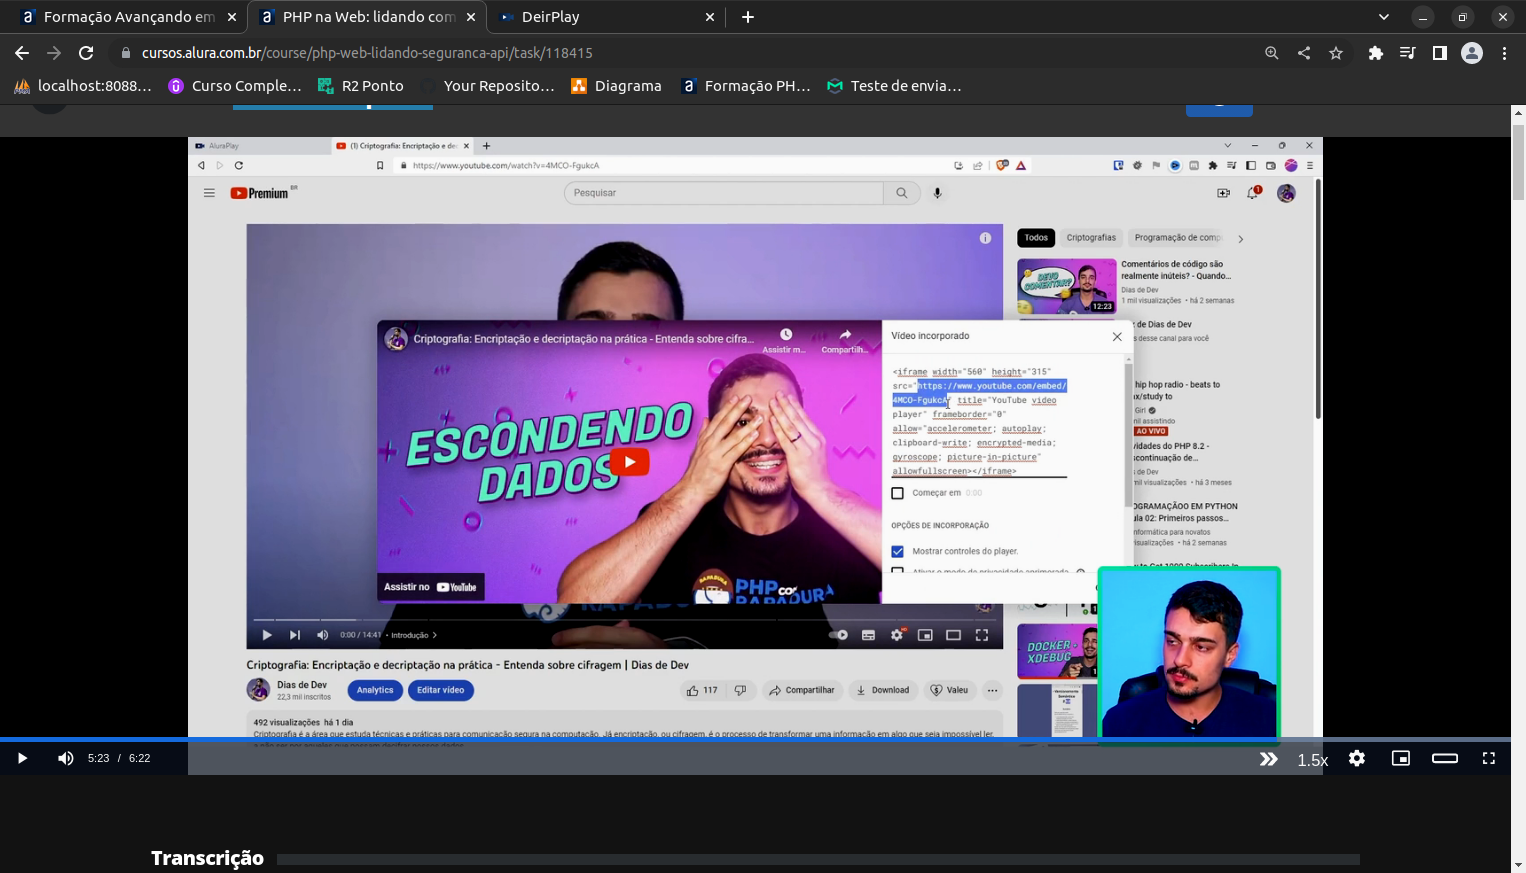 Formação Avançando em
PHP na Web: lidando com
DeirPlay
cursos.alura.com.br/course/php-web-lidando-seguranca-api/task/118415
localhost:8088...
Curso Comple...
R2 Ponto
Your Reposito...
Diagrama
Formação PH...
Teste de envia...
AluraPlay
(1) Criptografia: Encriptação e de
https://www.youtube.com/watch?v=4MCO-FgukcA
Premium BR
Pesquisar
1
Todos
Criptografias
Programação de comp
DEVO COMENTAR?
12:23
Comentários de código são
realmente inúteis? - Quando...
Dias de Dev
1 mil visualizações • há 2 semanas
Criptografia: Encriptação e decriptação na prática - Entenda sobre cifra...
Assistir m...
Compartilh...
ESCONDENDO
DADOS
PHP
RAPADURA
Assistir no YouTube
Vídeo incorporado
<iframe width="560" height="315"
src="https://www.youtube.com/embed/
4MCO-FgukcA" title="YouTube video
player" frameborder="0"
allow="accelerometer; autoplay;
clipboard-write; encrypted-media;
gyroscope; picture-in-picture"
allowfullscreen></iframe>
Começar em 0:00
OPÇÕES DE INCORPORAÇÃO
Mostrar controles do player.
Ativar o modo de privacidade aprimorada.
de Dias de Dev
s desse canal para você
hip hop radio - beats to
x/study to
Girl
mil assistindo
AO VIVO
vidades do PHP 8.2 -
scontinuação de...
s de Dev
mil visualizações • há 3 meses
OGRAMAÇÃO EM PYTHON
ula 02: Primeiros passos...
nformática para novatos
isualizações • há 2 semanas
DOCKER -
XDEBUG
0:00 / 14:41 • Introdução
Criptografia: Encriptação e decriptação na prática - Entenda sobre cifragem | Dias de Dev
Dias de Dev
22,3 mil inscritos
Analytics
Editar vídeo
117
Compartilhar
Download
Valeu
492 visualizações há 1 dia
Criptografia é a área que estuda técnicas e práticas para comunicação segura na computação. Já encriptação, ou cifragem, é o processo de transformar uma informação em algo que seja impossível ler,
5:23 / 6:22
1.5x
Transcrição